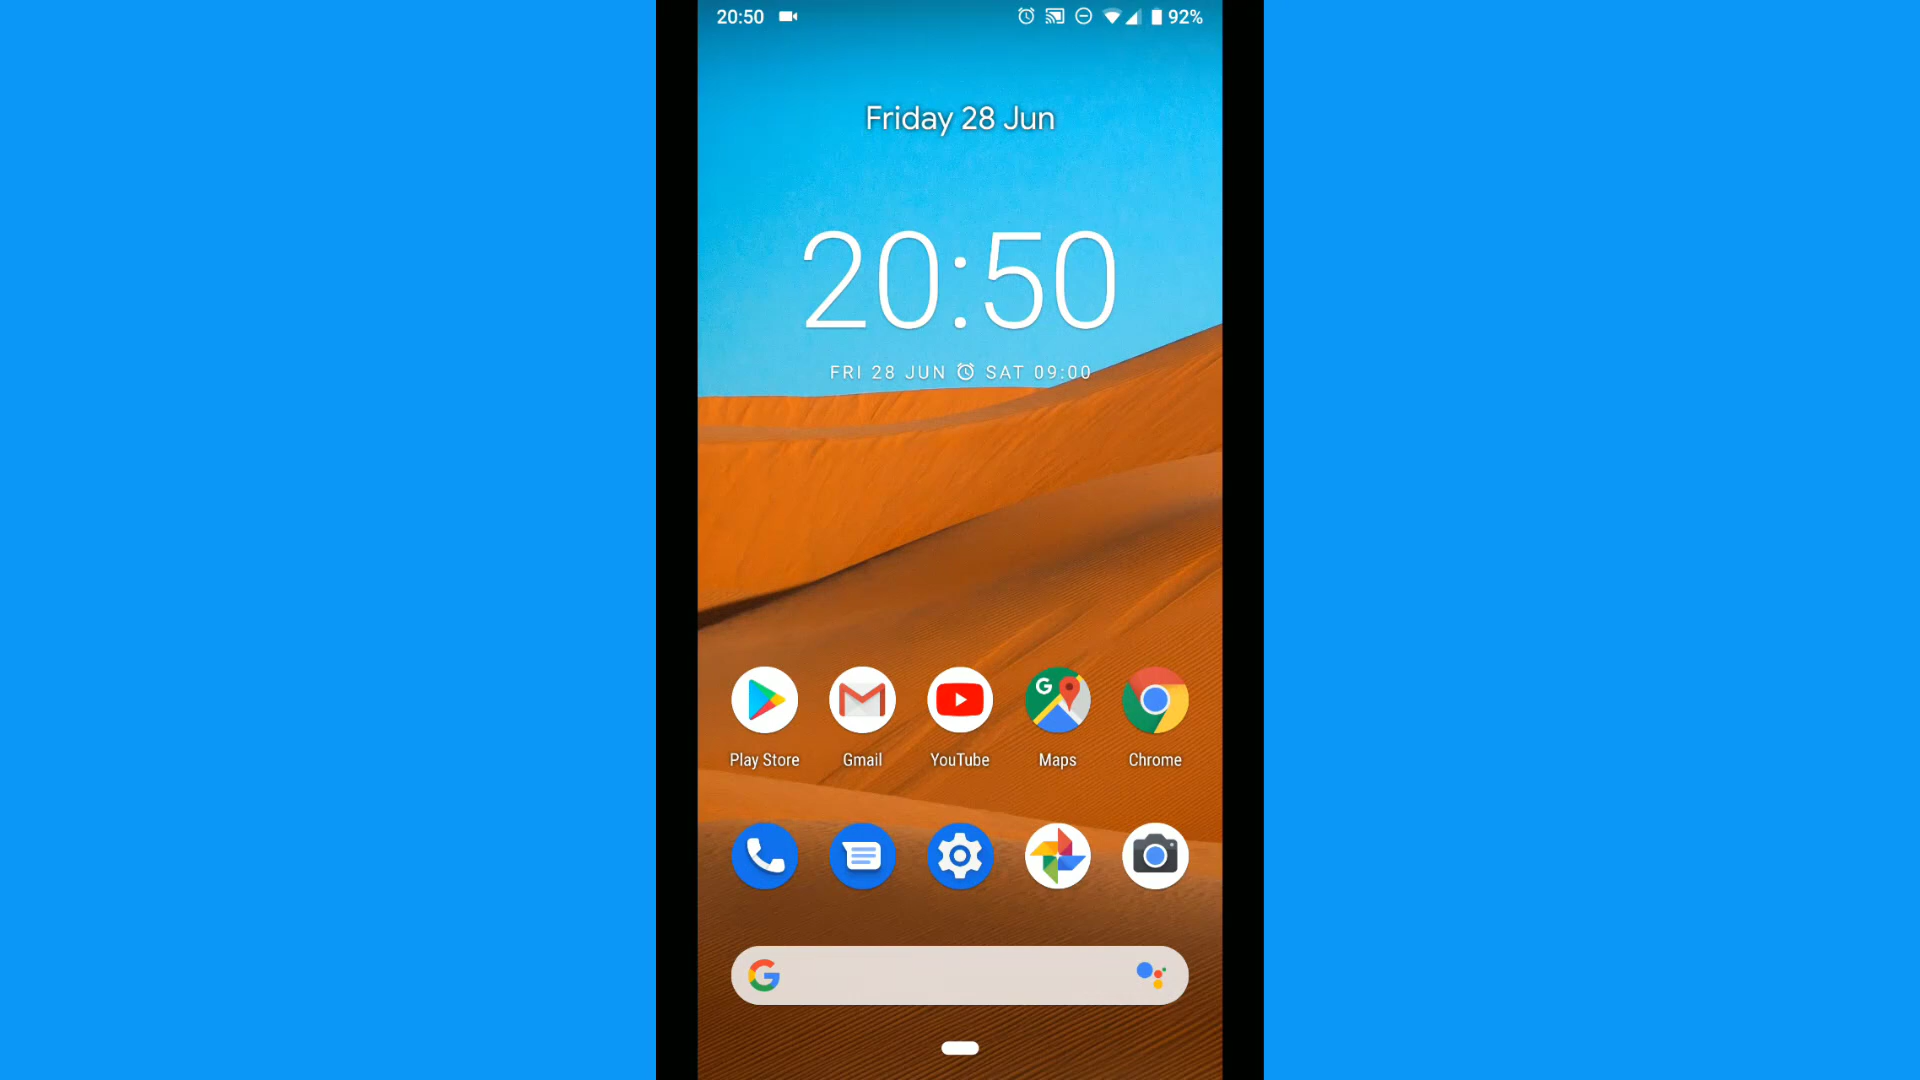 20:50 92%
Friday 28 Jun
20:50
FRI 28 JUN SAT 09:00
Play Store Gmail YouTube Maps Chrome